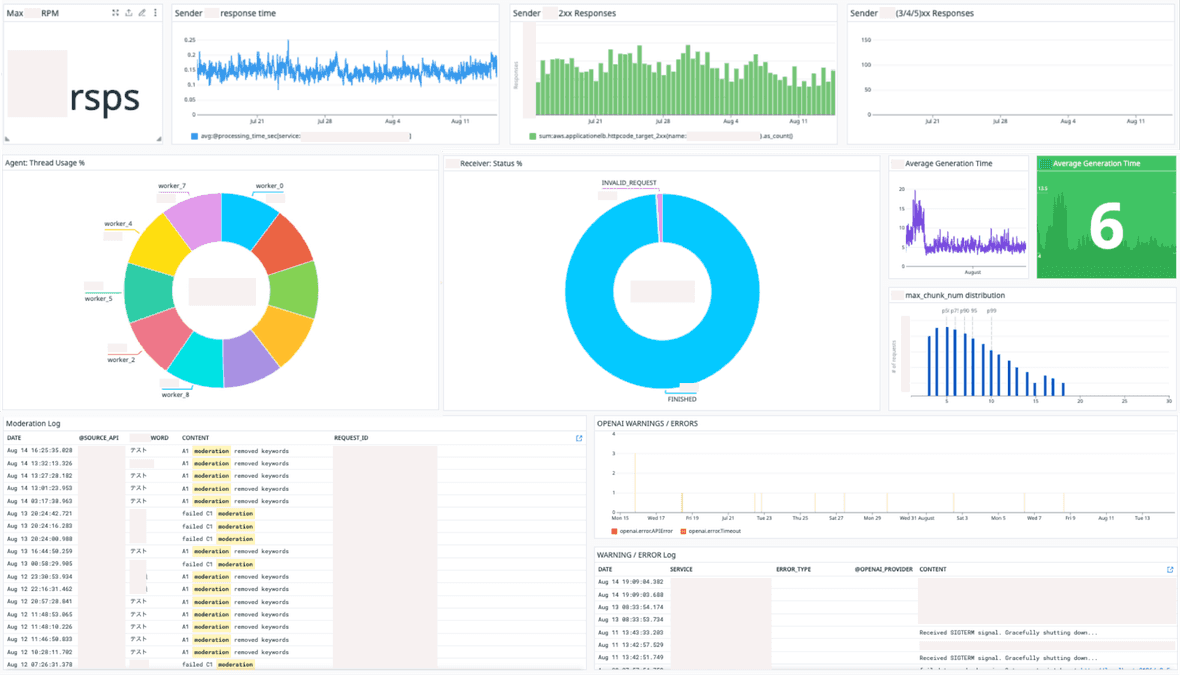 Max RPM
rsps
Sender response time
0.25
0.2
0.15
0.1
0.05
0
Jul 21 Jul 28 Aug 4 Aug 11
avg:@processing_time_sec{service: }
Sender 2xx Responses
Responses
Jul 21 Jul 28 Aug 4 Aug 11
sum:aws.applicationelb.httpcode_target_2xx{name: }.as_count()
Sender (3/4/5)xx Responses
150
100
50
0
Jul 21 Jul 28 Aug 4 Aug 11
Agent: Thread Usage %
worker_7
worker_0
worker_4
worker_5
worker_2
worker_8
Receiver: Status %
INVALID_REQUEST
FINISHED
Average Generation Time
20
15
10
5
0
August
Average Generation Time
6
4
max_chunk_num distribution
p99
# of requests
5 10 15 20 25 30
Moderation Log
DATE @SOURCE_API WORD CONTENT REQUEST_ID
Aug 14 16:25:35.020 テスト A1 moderation removed keywords
Aug 14 13:32:13.326 A1 moderation removed keywords
Aug 14 13:27:28.182 テスト A1 moderation removed keywords
Aug 14 13:01:23.953 テスト A1 moderation removed keywords
Aug 14 03:17:38.963 テスト A1 moderation removed keywords
Aug 13 20:24:42.721 failed C1 moderation
Aug 13 20:24:16.283 failed C1 moderation
Aug 13 20:24:00.988 failed C1 moderation
Aug 13 16:44:50.259 テスト A1 moderation removed keywords
Aug 13 00:58:29.905 failed C1 moderation
Aug 12 23:30:53.934 A1 moderation removed keywords
Aug 12 22:16:31.462 A1 moderation removed keywords
Aug 12 20:57:28.841 テスト A1 moderation removed keywords
Aug 12 11:48:53.065 テスト A1 moderation removed keywords
Aug 12 11:48:10.226 テスト A1 moderation removed keywords
Aug 12 11:46:50.833 テスト A1 moderation removed keywords
Aug 12 10:28:11.702 テスト A1 moderation removed keywords
Aug 12 07:26:31.378 failed C1 moderation
OPENAI WARNINGS / ERRORS
4
3
2
1
0
Mon 15 Wed 17 Fri 19 Jul 21 Tue 23 Thu 25 Sat 27 Mon 29 Wed 31 August Sat 3 Mon 5 Wed 7 Fri 9 Aug 11 Tue 13
openai.error.APIError openai.error.Timeout
WARNING / ERROR Log
DATE SERVICE ERROR_TYPE @OPENAI_PROVIDER CONTENT
Aug 14 19:09:04.382
Aug 14 19:09:03.688
Aug 13 08:33:54.174
Aug 13 08:33:53.734
Aug 11 13:43:33.203 Received SIGTERM signal. Gracefully shutting down...
Aug 11 13:42:57.529
Aug 11 13:42:51.749 Received SIGTERM signal. Gracefully shutting down...